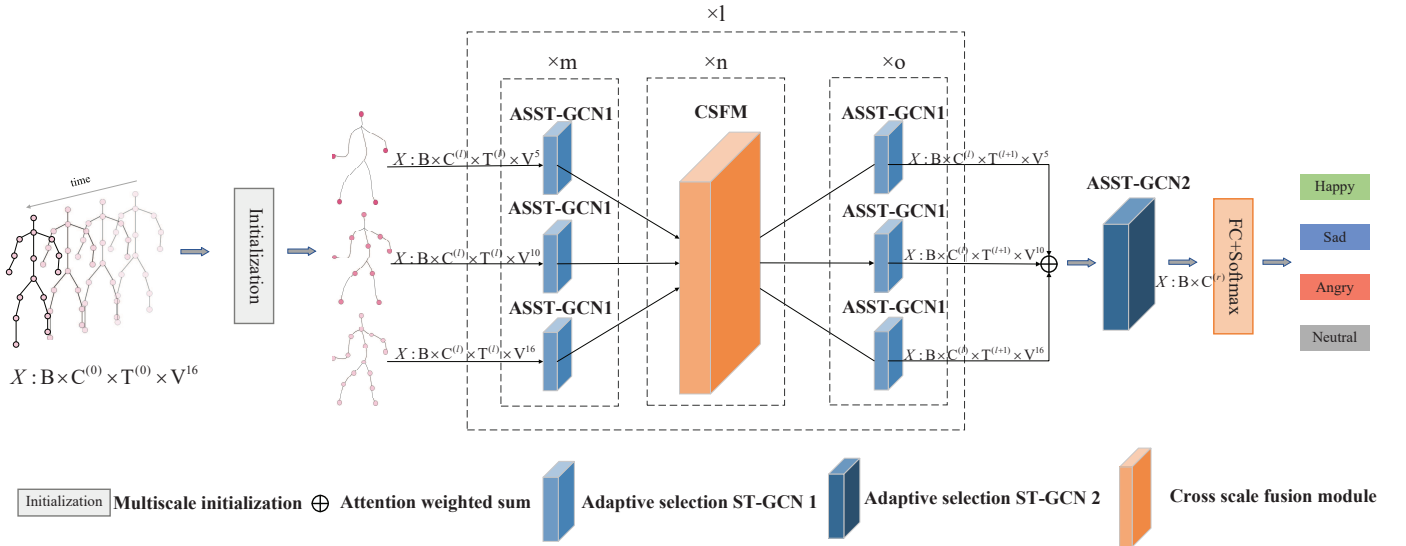 ×l
×m
×n
×o
ASST-GCN1
CSFM
ASST-GCN1
X : B×C^(l)×T^(l)×V^5
X : B×C^(l)×T^(l+1)×V^5
time
Initialization
ASST-GCN1
ASST-GCN1
X : B×C^(l)×T^(l)×V^10
X : B×C^(l)×T^(l+1)×V^10
ASST-GCN2
X : B×C^(r)
FC+Softmax
Happy
Sad
Angry
Neutral
ASST-GCN1
ASST-GCN1
X : B×C^(l)×T^(l)×V^16
X : B×C^(l)×T^(l+1)×V^16
X : B×C^(0)×T^(0)×V^16
Initialization
Multiscale initialization
Attention weighted sum
Adaptive selection ST-GCN 1
Adaptive selection ST-GCN 2
Cross scale fusion module